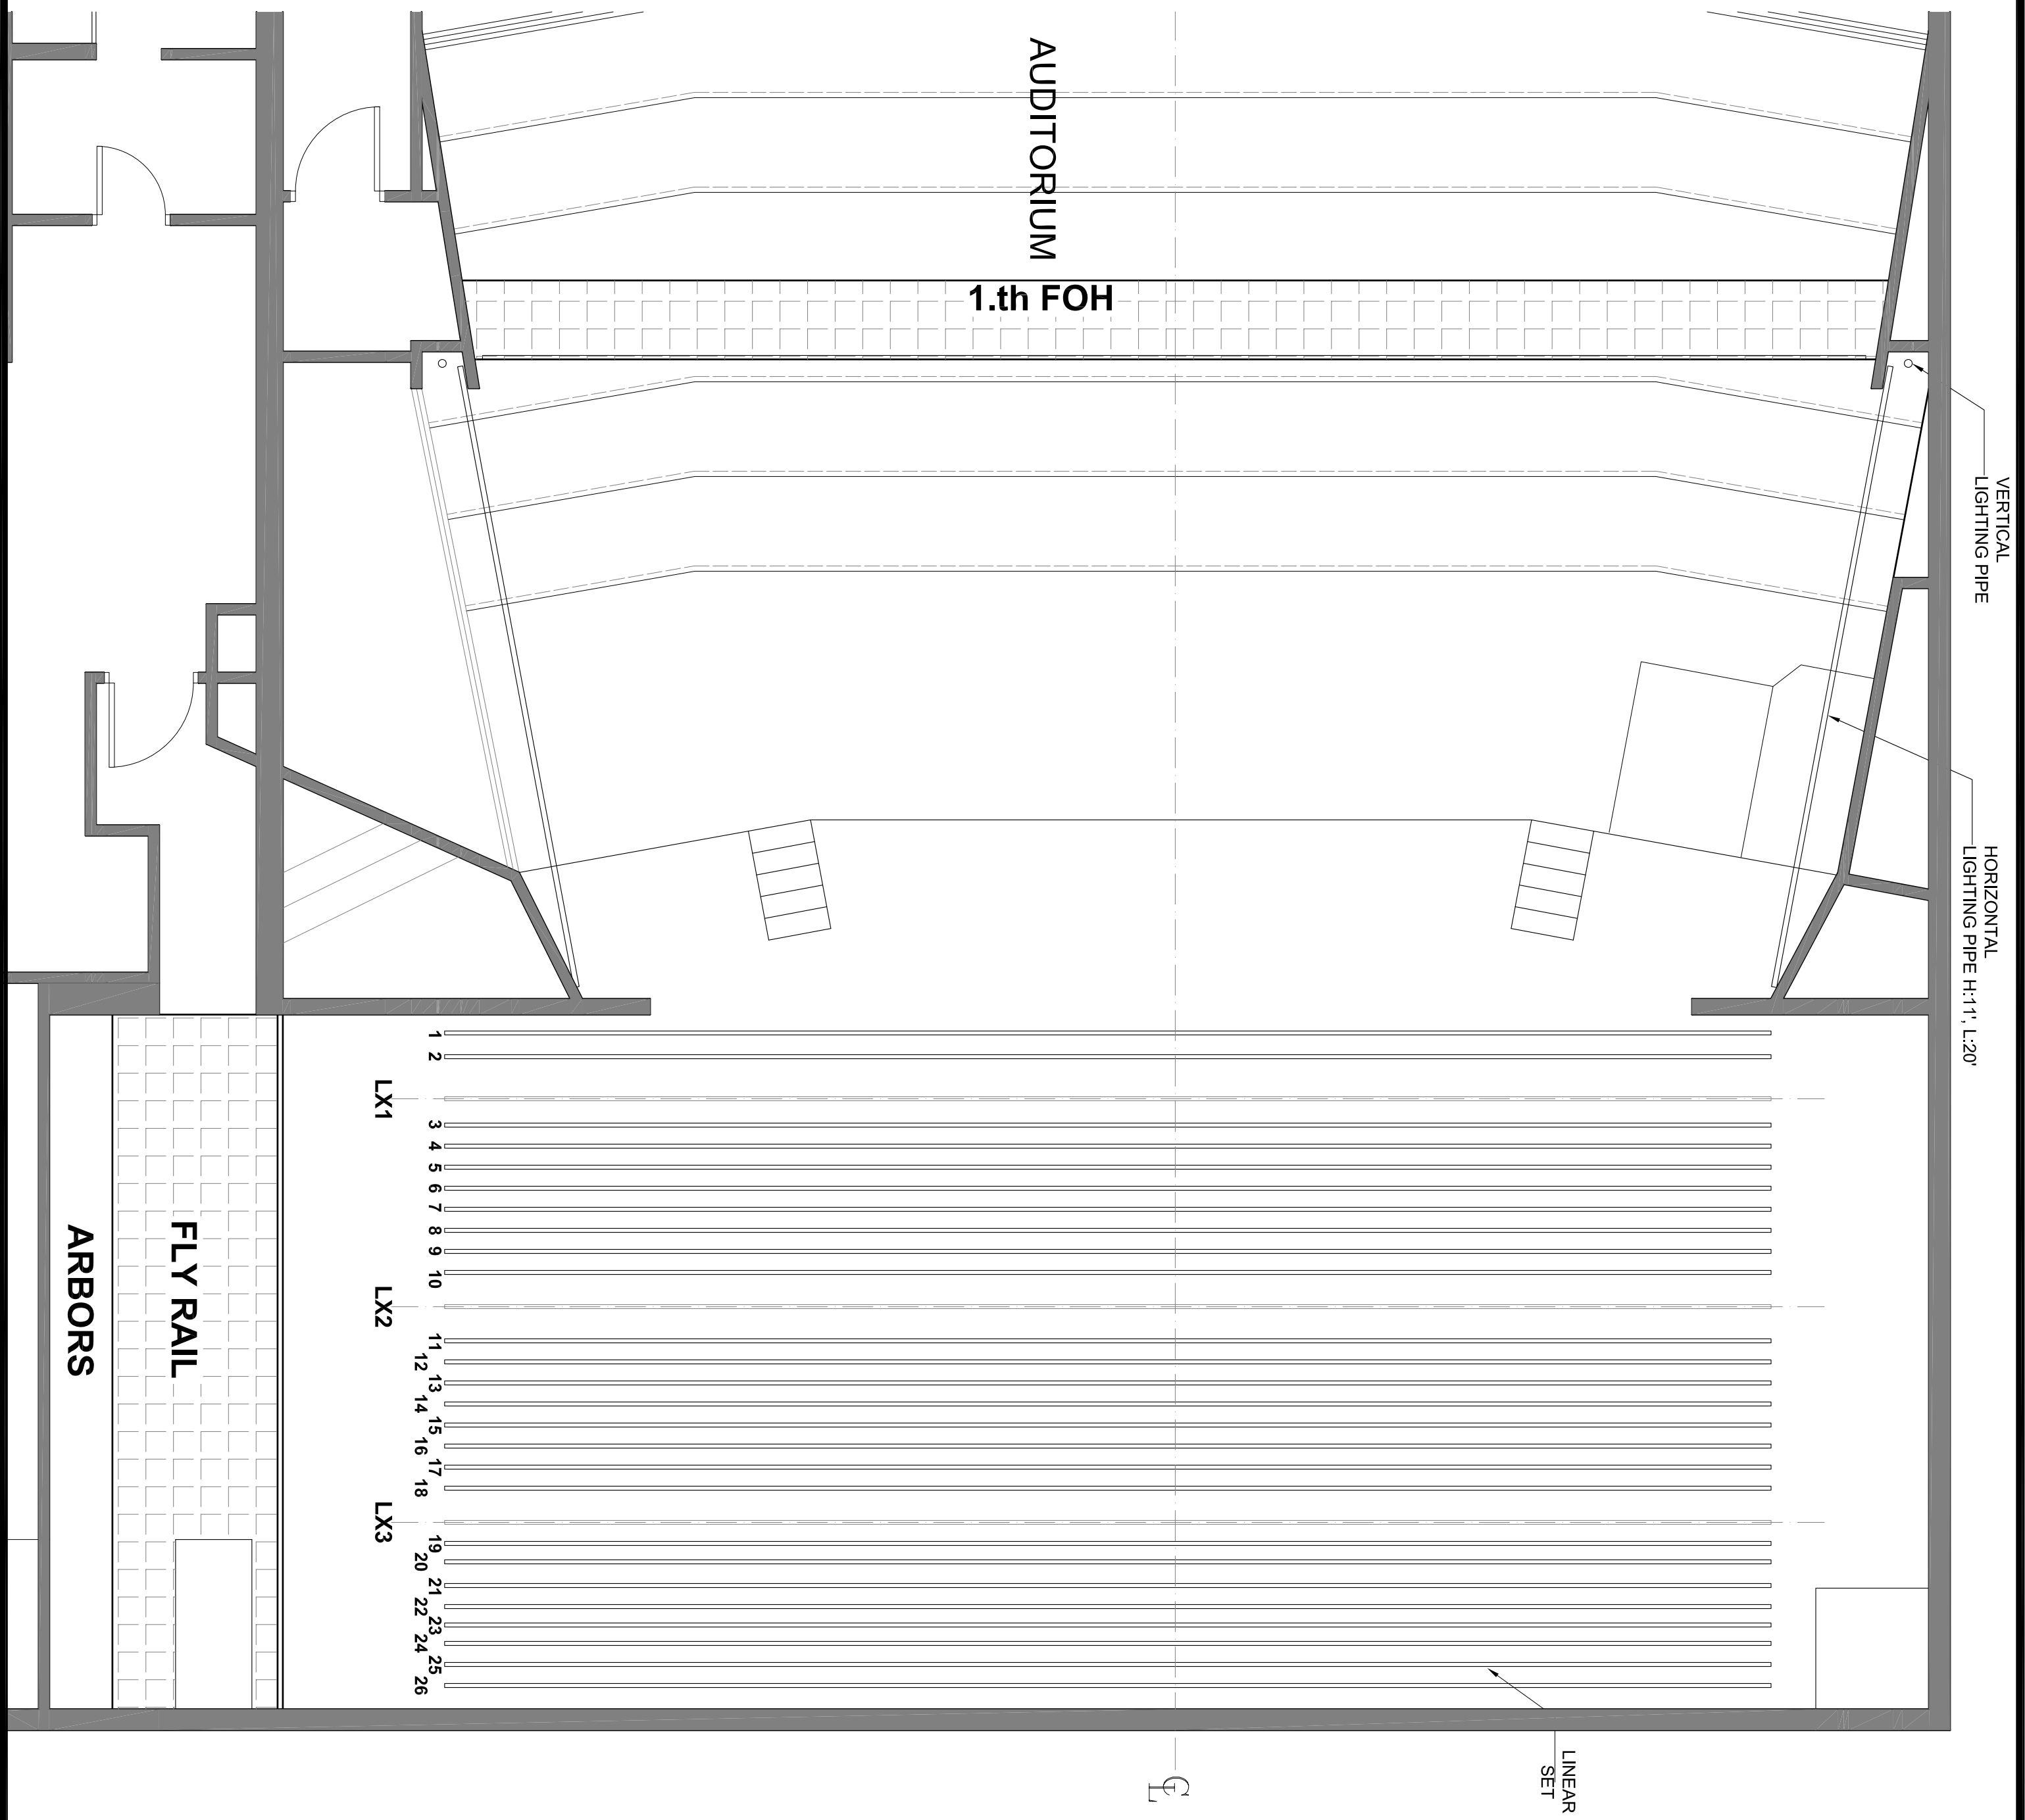 AUDITORIUM
1.th FOH
VERTICAL
LIGHTING PIPE
HORIZONTAL
LIGHTING PIPE H:11', L:20'
1
2
LX1
3
4
5
6
7
8
9
10
LX2
11
12
13
14
15
16
17
18
LX3
19
20
21
22
23
24
25
26
FLY RAIL
ARBORS
LINEAR
SET
CL